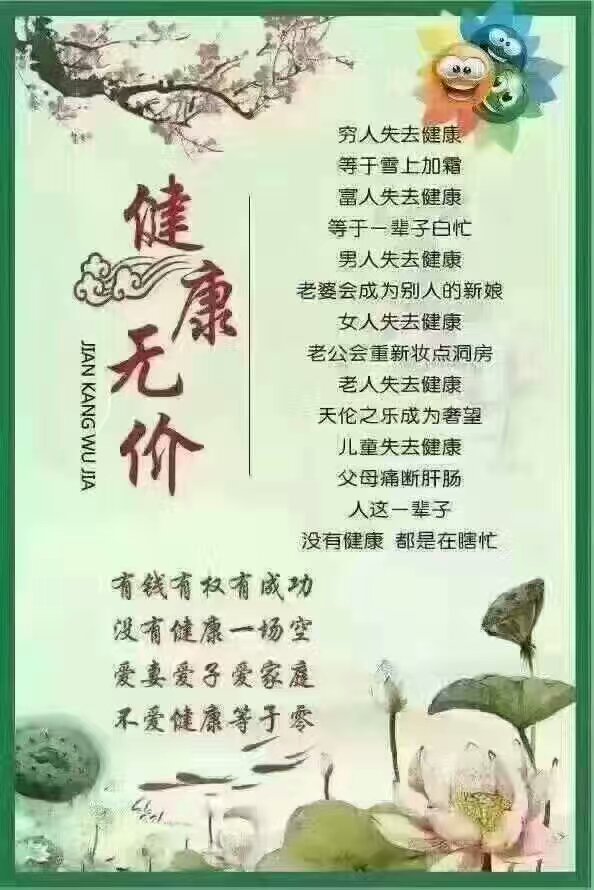 健康无价
JIAN KANG WU JIA
穷人失去健康
等于雪上加霜
富人失去健康
等于一辈子白忙
男人失去健康
老婆会成为别人的新娘
女人失去健康
老公会重新妆点洞房
老人失去健康
天伦之乐成为奢望
儿童失去健康
父母痛断肝肠
人这一辈子
没有健康 都是在瞎忙
有钱有权有成功
没有健康一场空
爱妻爱子爱家庭
不爱健康等于零